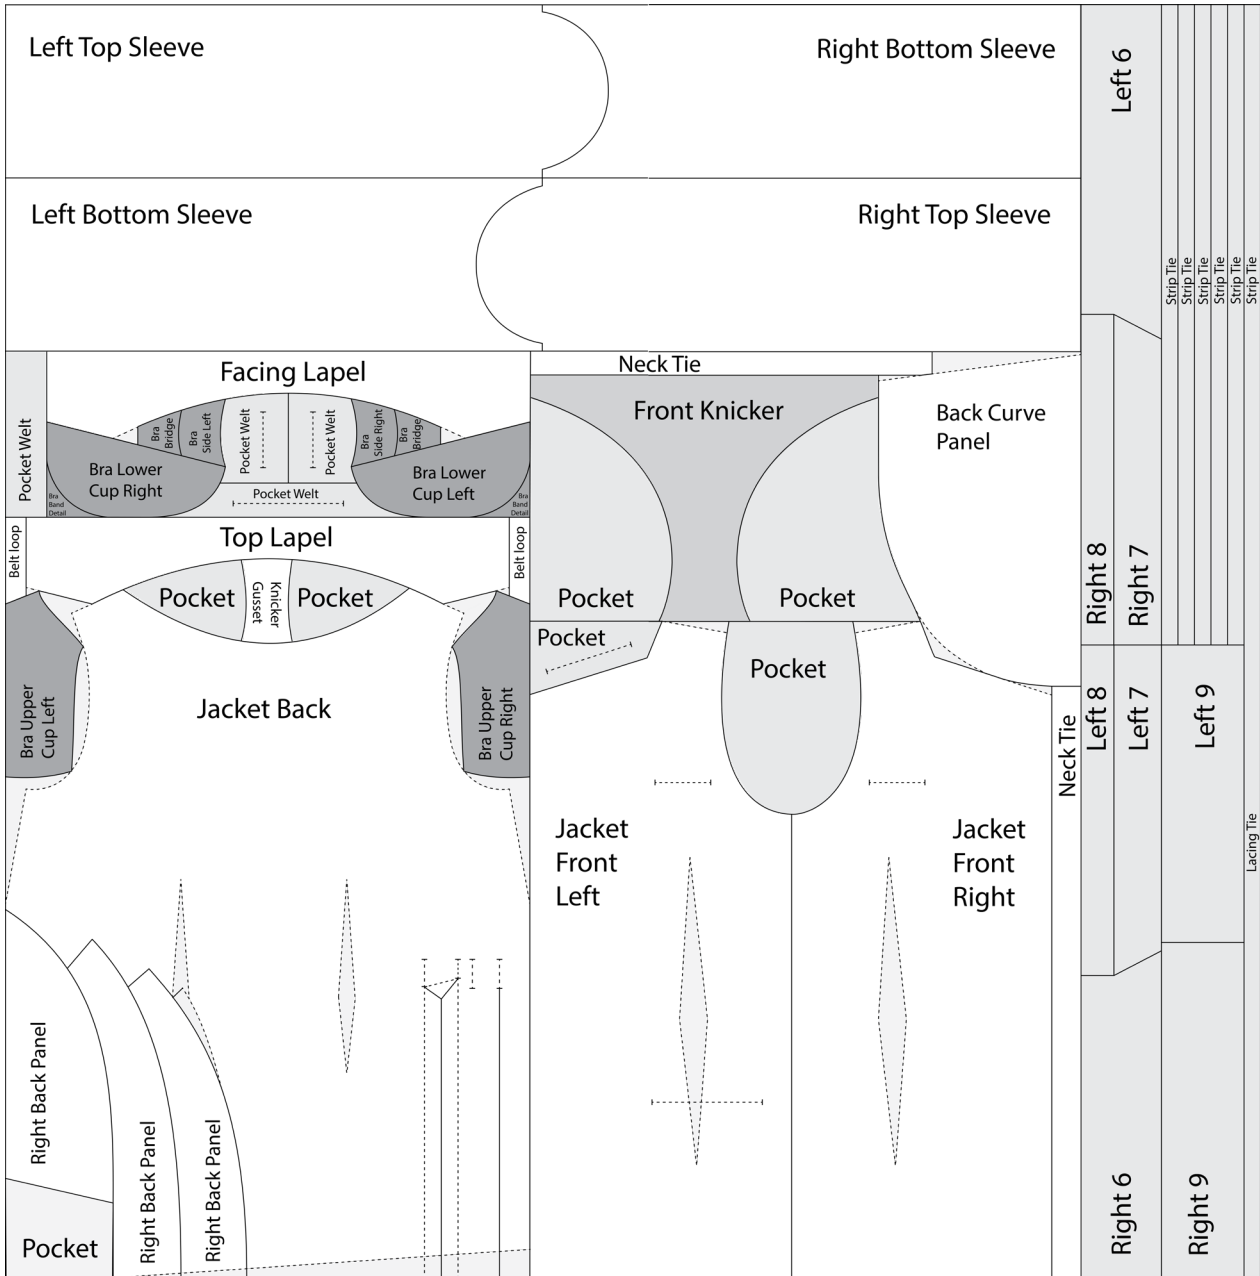 Left Top Sleeve
Right Bottom Sleeve
Left 6
Left Bottom Sleeve
Right Top Sleeve
Strip Tie
Strip Tie
Strip Tie
Strip Tie
Strip Tie
Strip Tie
Facing Lapel
Neck Tie
Pocket Welt
Bra
Bridge
Bra
Side Left
Pocket Welt
Pocket Welt
Bra
Side Right
Bra
Bridge
Front Knicker
Back Curve
Panel
Bra Lower
Cup Right
Bra Lower
Cup Left
Bra
Band
Detail
Pocket Welt
Bra
Band
Detail
Belt loop
Top Lapel
Belt loop
Right 8
Right 7
Pocket
Knicker
Gusset
Pocket
Pocket
Pocket
Pocket
Pocket
Bra Upper
Cup Left
Jacket Back
Bra Upper
Cup Right
Neck Tie
Left 8
Left 7
Left 9
Jacket
Front
Left
Jacket
Front
Right
Lacing Tie
Right Back Panel
Right Back Panel
Right Back Panel
Pocket
Right 6
Right 9